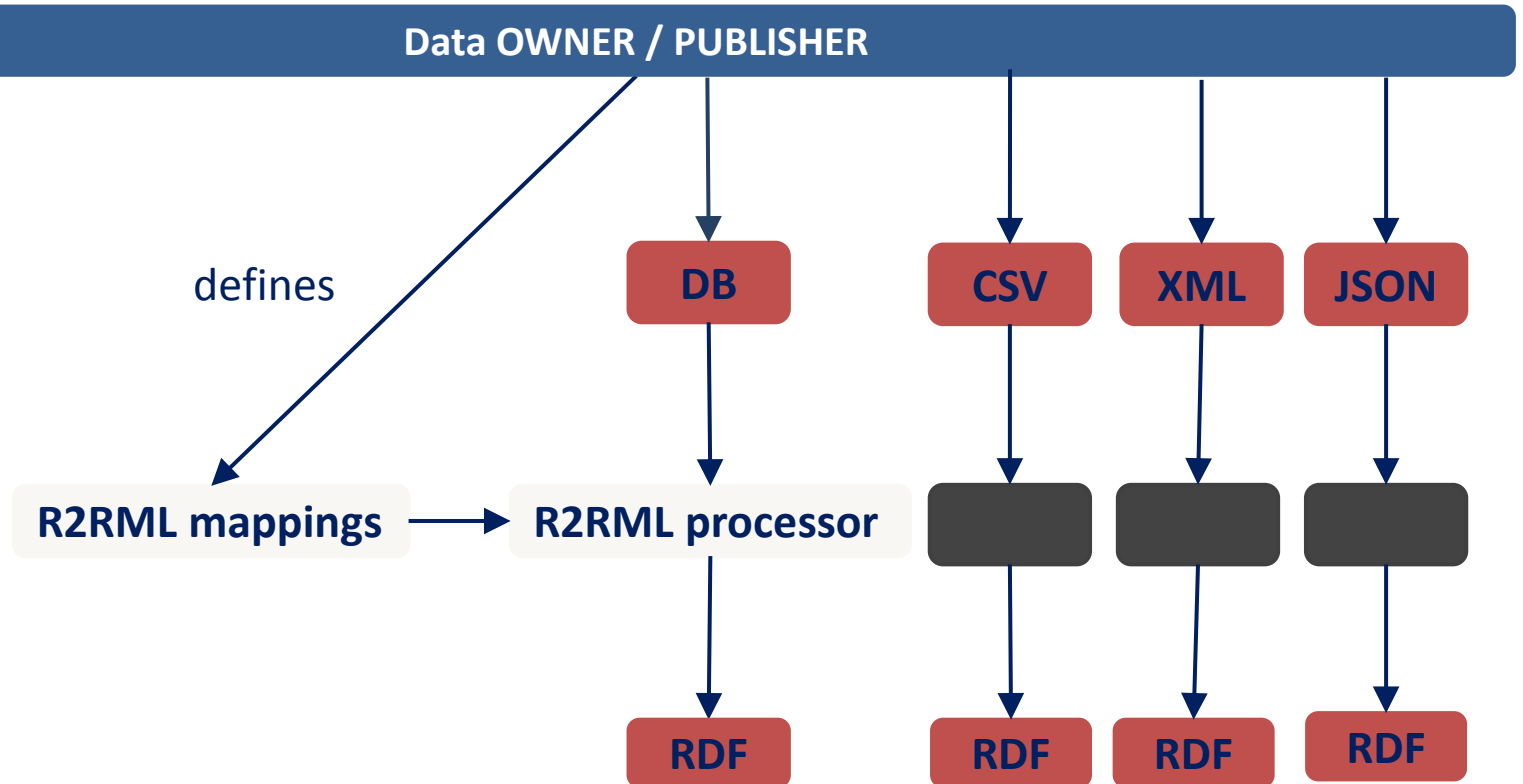 Data OWNER / PUBLISHER
defines
DB
CSV
XML
JSON
R2RML mappings
R2RML processor
RDF
RDF
RDF
RDF